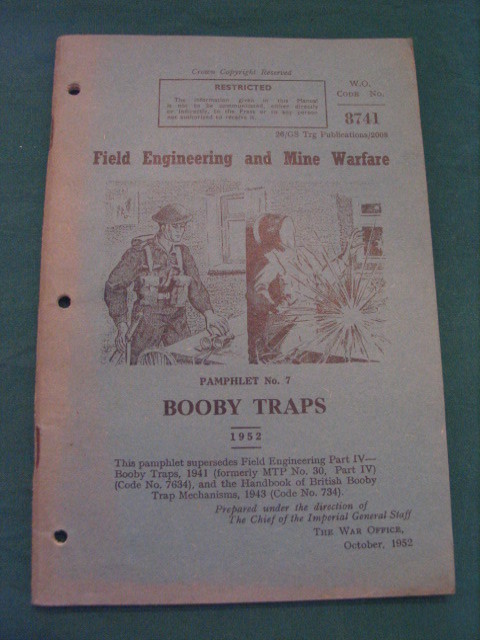 Crown Copyright Reserved
RESTRICTED
The information given in this Manual
is not to be communicated, either directly
or indirectly, to the Press or to any person
not authorized to receive it.
W.O.
CODE No.
8741
26/GS Trg Publications/2008
Field Engineering and Mine Warfare
PAMPHLET No. 7
BOOBY TRAPS
1952
This pamphlet supersedes Field Engineering Part IV—
Booby Traps, 1941 (formerly MTP No. 30, Part IV)
(Code No. 7634), and the Handbook of British Booby
Trap Mechanisms, 1943 (Code No. 734).
Prepared under the direction of
The Chief of the Imperial General Staff
THE WAR OFFICE,
October, 1952